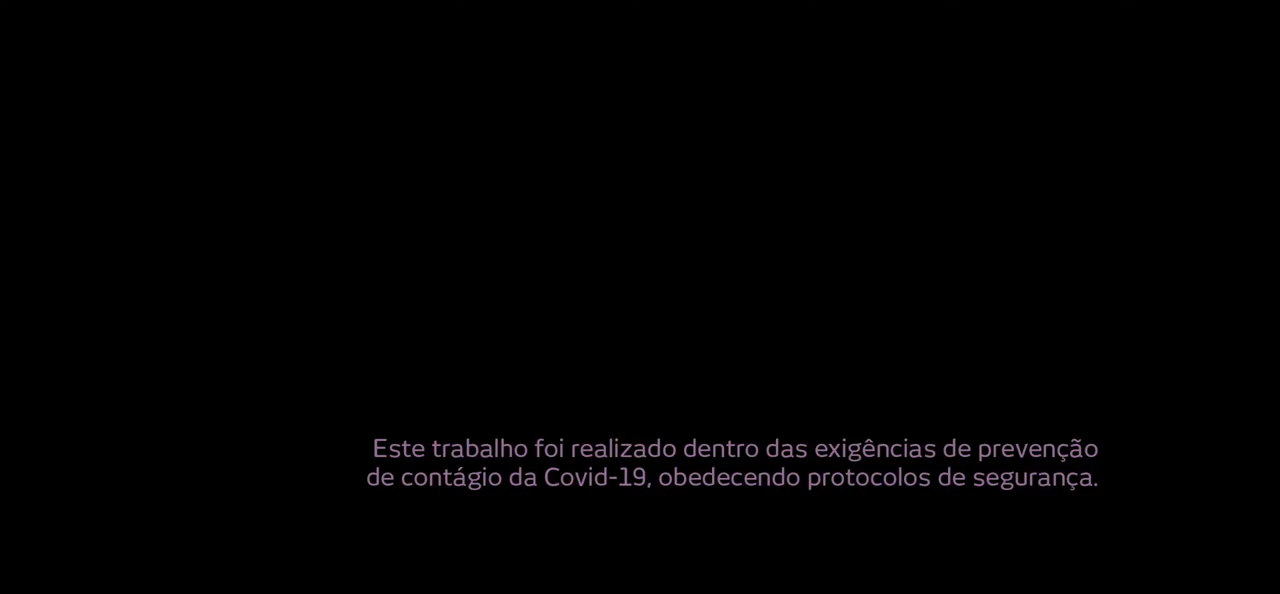 Este trabalho foi realizado dentro das exigências de prevenção
de contágio da Covid-19, obedecendo protocolos de segurança.